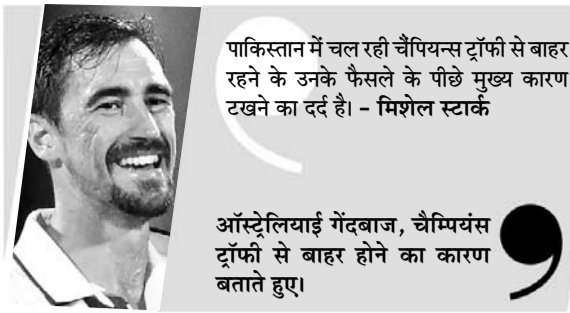 पाकिस्तान में चल रही चैंपियन्स ट्रॉफी से बाहर
रहने के उनके फैसले के पीछे मुख्य कारण
टखने का दर्द है। – मिशेल स्टार्क
ऑस्ट्रेलियाई गेंदबाज, चैम्पियंस
ट्रॉफी से बाहर होने का कारण
बताते हुए।